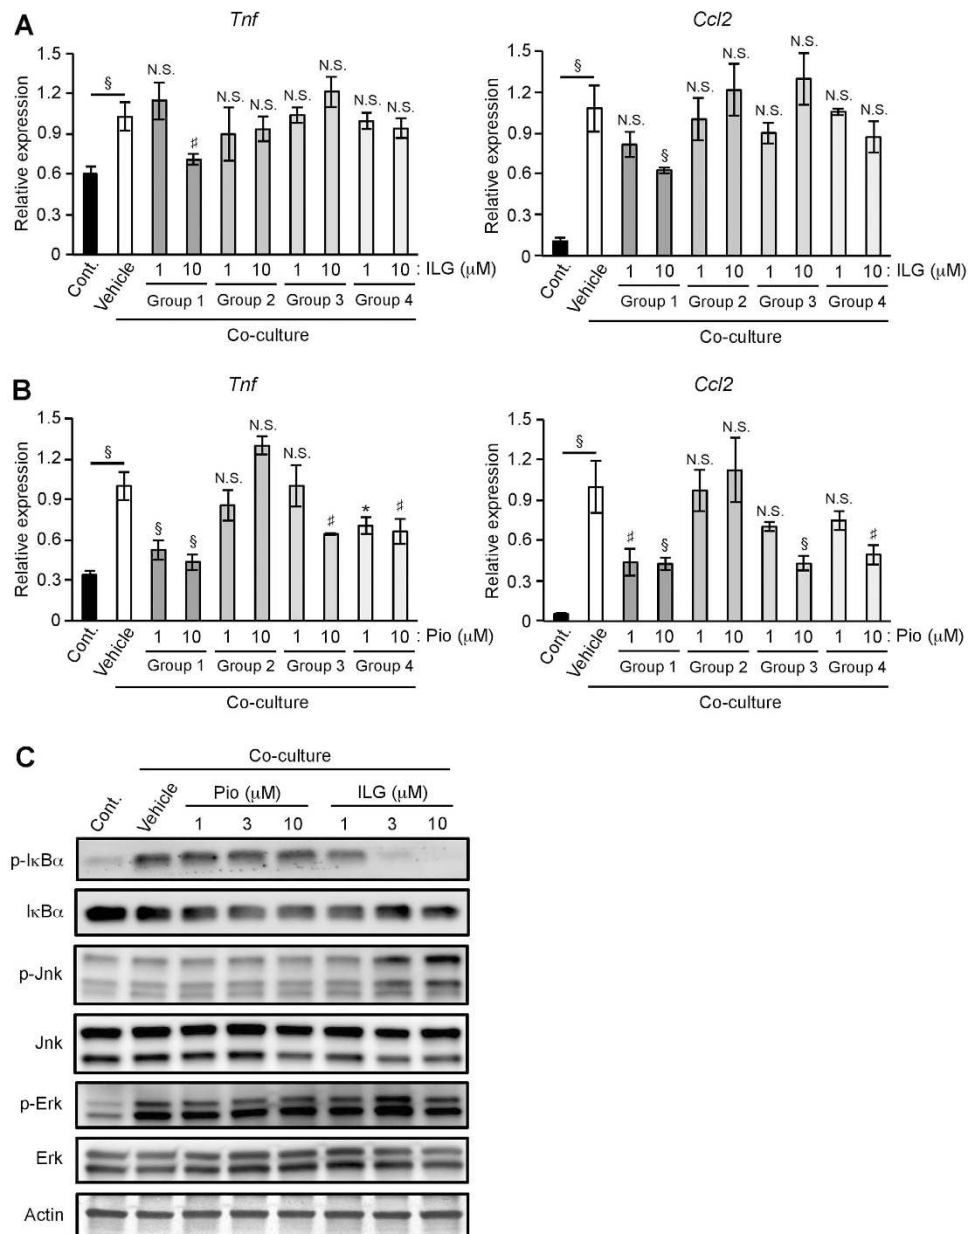 A
Tnf
Ccl2
Relative expression
1.5
1.2
0.9
0.6
0.3
0
§
N.S.
♯
N.S.
N.S.
N.S.
N.S.
N.S.
N.S.
Cont.
Vehicle
1 10 1 10 1 10 1 10 : ILG (μM)
Group 1 Group 2 Group 3 Group 4
Co-culture
Relative expression
1.5
1.2
0.9
0.6
0.3
0
§
N.S.
§
N.S.
N.S.
N.S.
N.S.
N.S.
N.S.
Cont.
Vehicle
1 10 1 10 1 10 1 10 : ILG (μM)
Group 1 Group 2 Group 3 Group 4
Co-culture
B
Tnf
Ccl2
Relative expression
1.5
1.2
0.9
0.6
0.3
0
§
§
§
N.S.
N.S.
N.S.
♯
*
♯
Cont.
Vehicle
1 10 1 10 1 10 1 10 : Pio (μM)
Group 1 Group 2 Group 3 Group 4
Co-culture
Relative expression
1.5
1.2
0.9
0.6
0.3
0
§
♯
§
N.S.
N.S.
N.S.
§
N.S.
♯
Cont.
Vehicle
1 10 1 10 1 10 1 10 : Pio (μM)
Group 1 Group 2 Group 3 Group 4
Co-culture
C
Co-culture
Cont.
Vehicle
Pio (μM) ILG (μM)
1 3 10 1 3 10
p-IκBα
IκBα
p-Jnk
Jnk
p-Erk
Erk
Actin